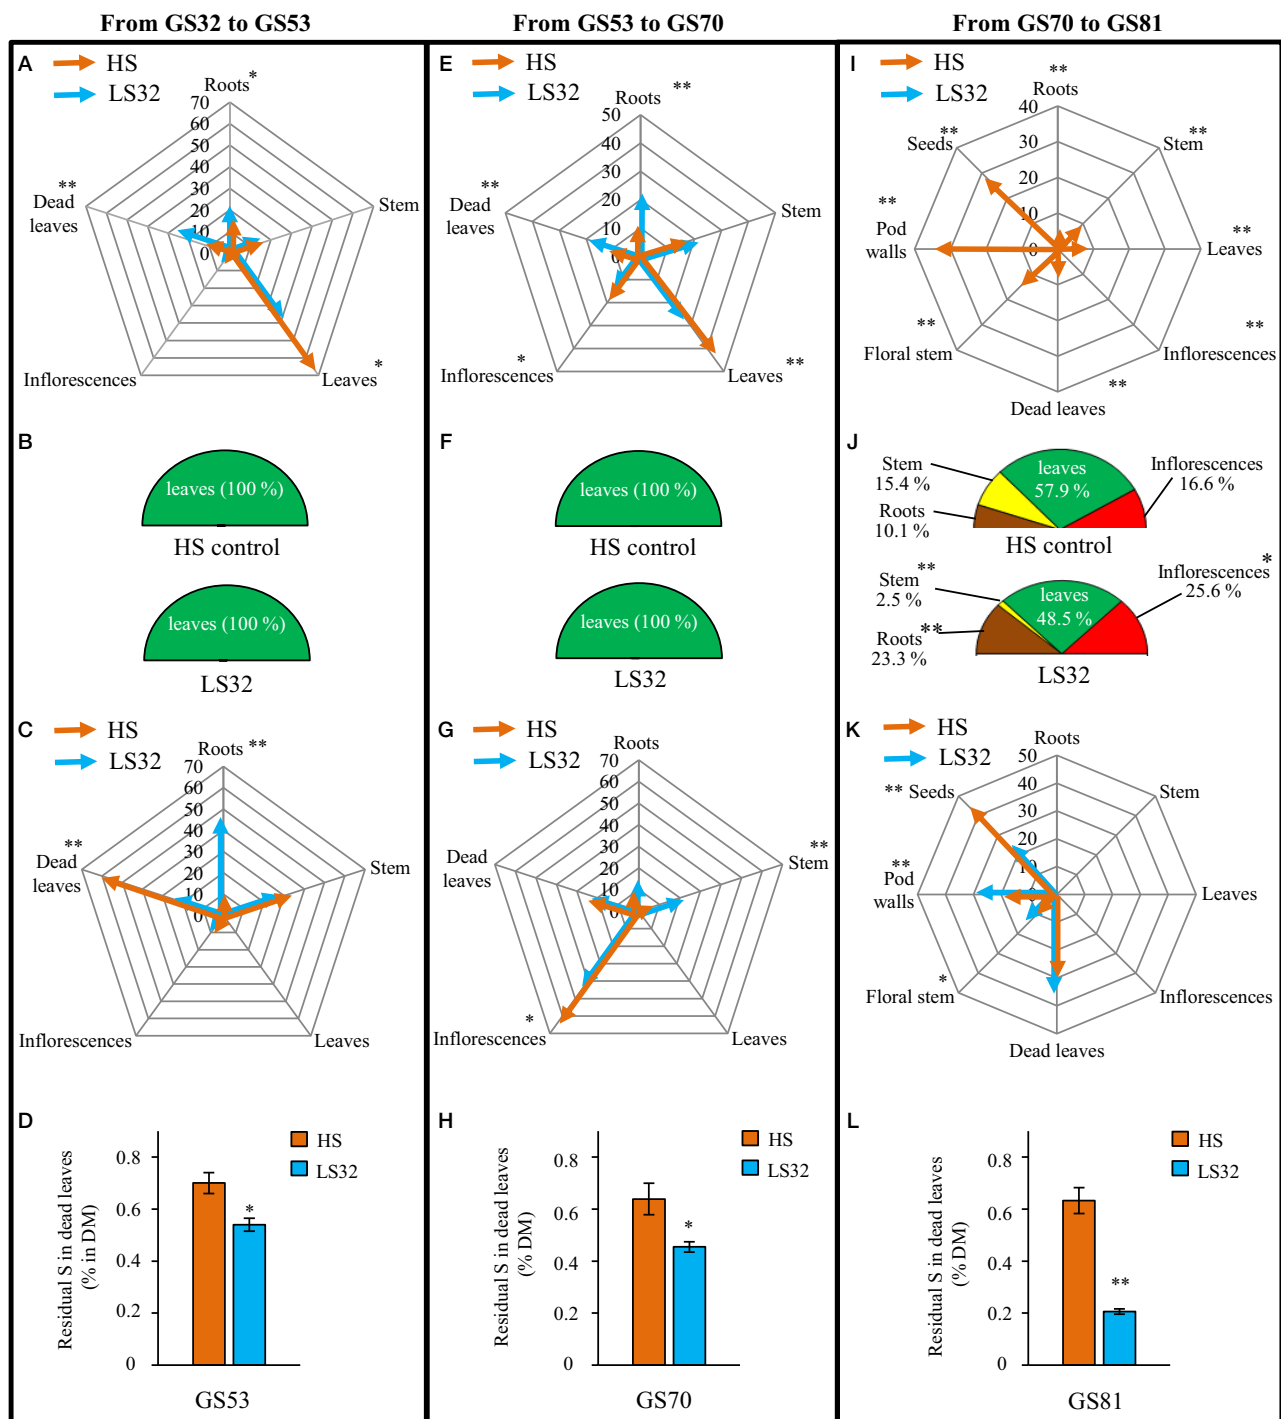 From GS32 to GS53
From GS53 to GS70
From GS70 to GS81
A
HS
LS32
Roots*
70
60
50
40
30
20
10
0
Stem
Leaves *
Inflorescences
**
Dead
leaves
B
leaves (100 %)
HS control
leaves (100 %)
LS32
C
HS
LS32
Roots **
70
60
50
40
30
20
10
0
Stem
Leaves
Inflorescences
**
Dead
leaves
D
HS
LS32
Residual S in dead leaves
(% in DM)
0.8
0.6
0.4
0.2
0
*
GS53
E
HS
LS32
Roots **
50
40
30
20
10
0
Stem
Leaves **
*
Inflorescences
**
Dead
leaves
F
leaves (100 %)
HS control
leaves (100 %)
LS32
G
HS
LS32
Roots
70
60
50
40
30
20
10
0
**
Stem
Leaves
*
Inflorescences
Dead
leaves
H
HS
LS32
Residual S in dead leaves
(% DM)
0.8
0.6
0.4
0.2
0
*
GS70
I
HS
LS32
**
Roots
40
30
20
10
0
Stem**
**
Leaves
**
Inflorescences
**
Dead leaves
**
Floral stem
**
Pod
walls
Seeds**
J
Stem
15.4 %
Roots
10.1 %
leaves
57.9 %
Inflorescences
16.6 %
HS control
Stem**
2.5 %
Roots**
23.3 %
leaves
48.5 %
Inflorescences*
25.6 %
LS32
K
HS
LS32
Roots
50
40
30
20
10
0
Stem
Leaves
Inflorescences
Dead leaves
*
Floral stem
**
Pod
walls
** Seeds
L
HS
LS32
Residual S in dead leaves
(% DM)
0.8
0.6
0.4
0.2
0
**
GS81